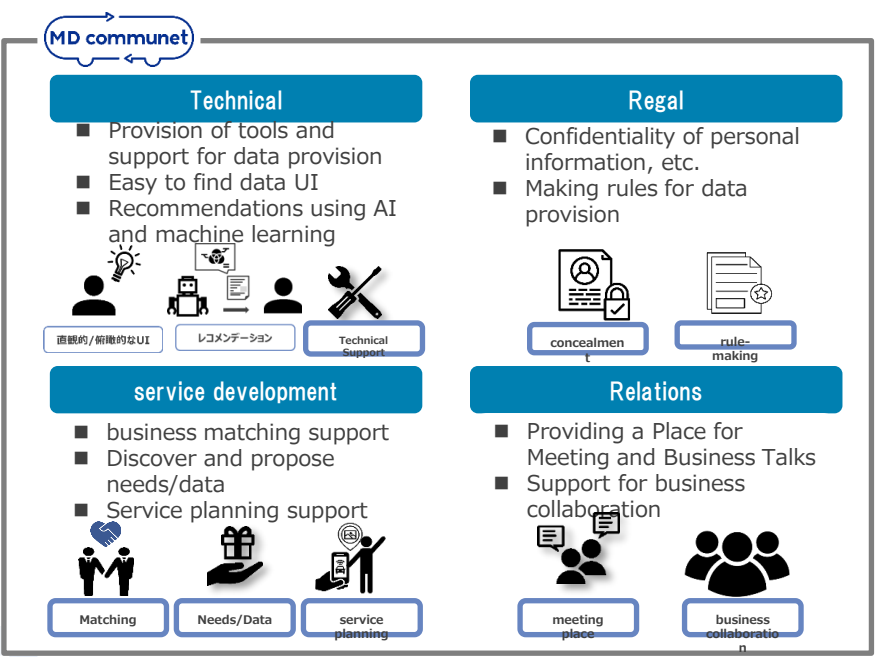 MD communet
Technical
■ Provision of tools and
support for data provision
■ Easy to find data UI
■ Recommendations using AI
and machine learning
直観的/俯瞰的なUI
レコメンデーション
Technical
Support
Regal
■ Confidentiality of personal
information, etc.
■ Making rules for data
provision
concealmen
t
rule-
making
service development
■ business matching support
■ Discover and propose
needs/data
■ Service planning support
Matching
Needs/Data
service
planning
Relations
■ Providing a Place for
Meeting and Business Talks
■ Support for business
collaboration
meeting
place
business
collaboratio
n